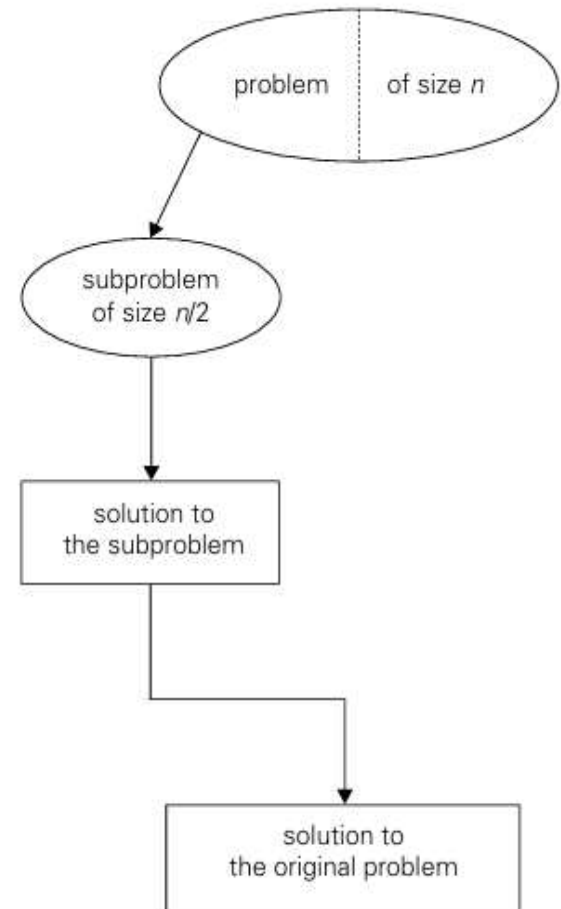 problem of size n
subproblem
of size n/2
solution to
the subproblem
solution to
the original problem